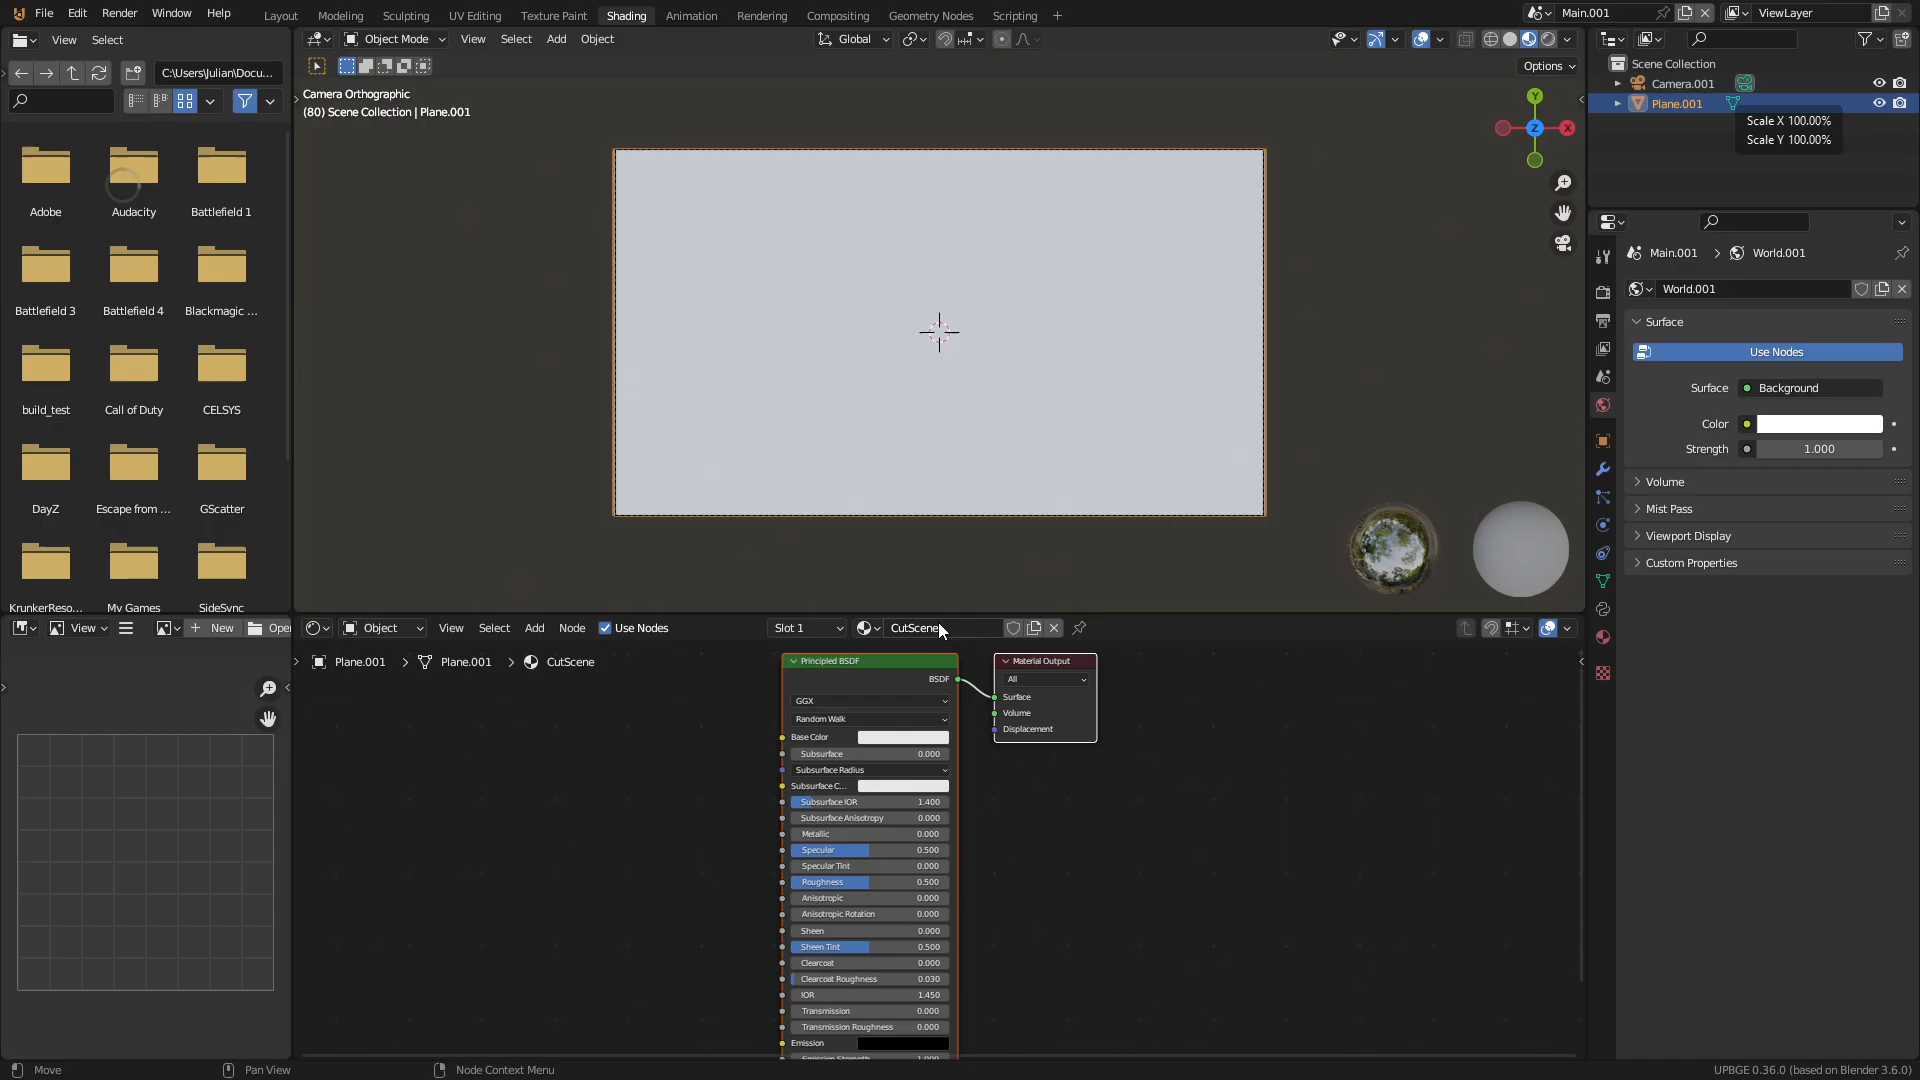 File Edit Render Window Help Layout Modeling Sculpting UV Editing Texture Paint Shading Animation Rendering Compositing Geometry Nodes Scripting + Main.001 ViewLayer
View Select Object Mode View Select Add Object Global
C:\Users\Julian\Docu... Options
Camera Orthographic
(80) Scene Collection | Plane.001
Y
X
Z
Scene Collection
Camera.001
Plane.001
Scale X 100.00%
Scale Y 100.00%
Adobe Audacity Battlefield 1
Battlefield 3 Battlefield 4 Blackmagic ...
build_test Call of Duty CELSYS
DayZ Escape from ... GScatter
KrunkerReso... My Games SideSync
Main.001 > World.001
World.001
Surface
Use Nodes
Surface Background
Color
Strength 1.000
Volume
Mist Pass
Viewport Display
Custom Properties
View + New Open
Object View Select Add Node Use Nodes Slot 1 CutScene
Plane.001 > Plane.001 > CutScene
Principled BSDF
BSDF
GGX
Random Walk
Base Color
Subsurface 0.000
Subsurface Radius
Subsurface C...
Subsurface IOR 1.400
Subsurface Anisotropy 0.000
Metallic 0.000
Specular 0.500
Specular Tint 0.000
Roughness 0.500
Anisotropic 0.000
Anisotropic Rotation 0.000
Sheen 0.000
Sheen Tint 0.500
Clearcoat 0.000
Clearcoat Roughness 0.030
IOR 1.450
Transmission 0.000
Transmission Roughness 0.000
Emission
Emission Strength 1.000
Material Output
All
Surface
Volume
Displacement
Move Pan View Node Context Menu UPBGE 0.36.0 (based on Blender 3.6.0)